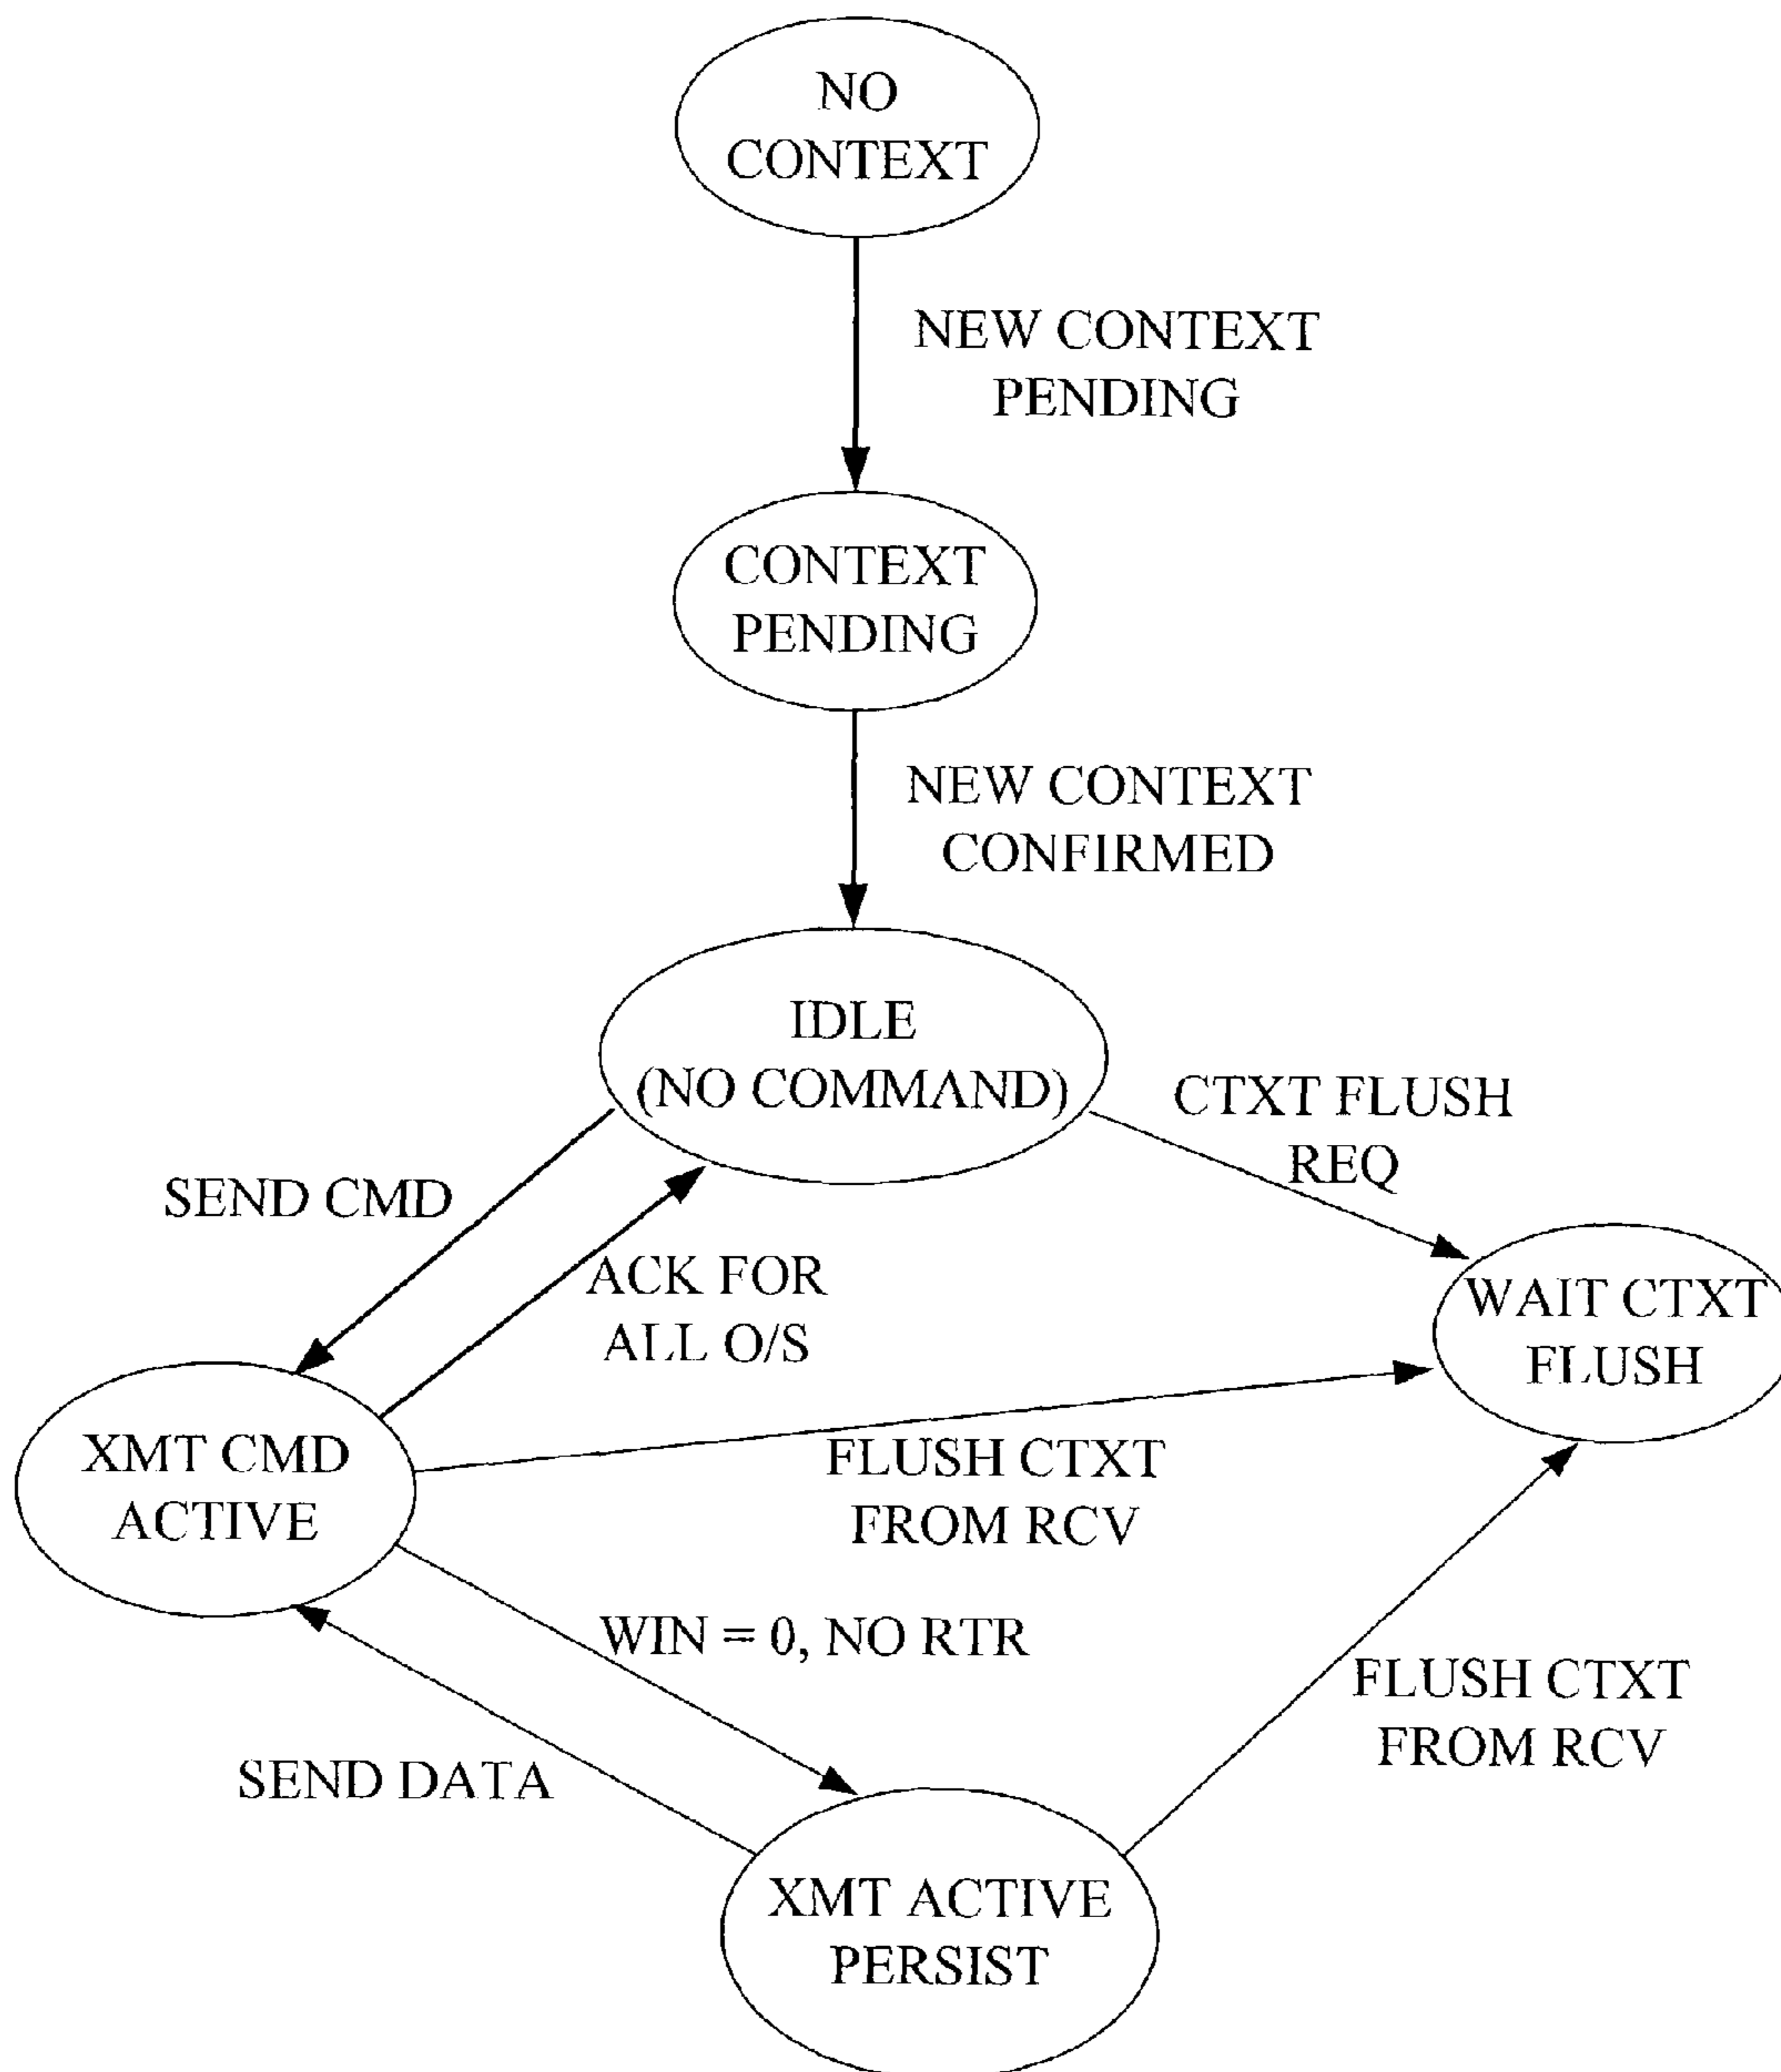 NO
CONTEXT
NEW CONTEXT
PENDING
CONTEXT
PENDING
NEW CONTEXT
CONFIRMED
IDLE
(NO COMMAND)
CTXT FLUSH
REQ
SEND CMD
ACK FOR
ALL O/S
WAIT CTXT
FLUSH
XMT CMD
ACTIVE
FLUSH CTXT
FROM RCV
WIN = 0, NO RTR
FLUSH CTXT
FROM RCV
SEND DATA
XMT ACTIVE
PERSIST